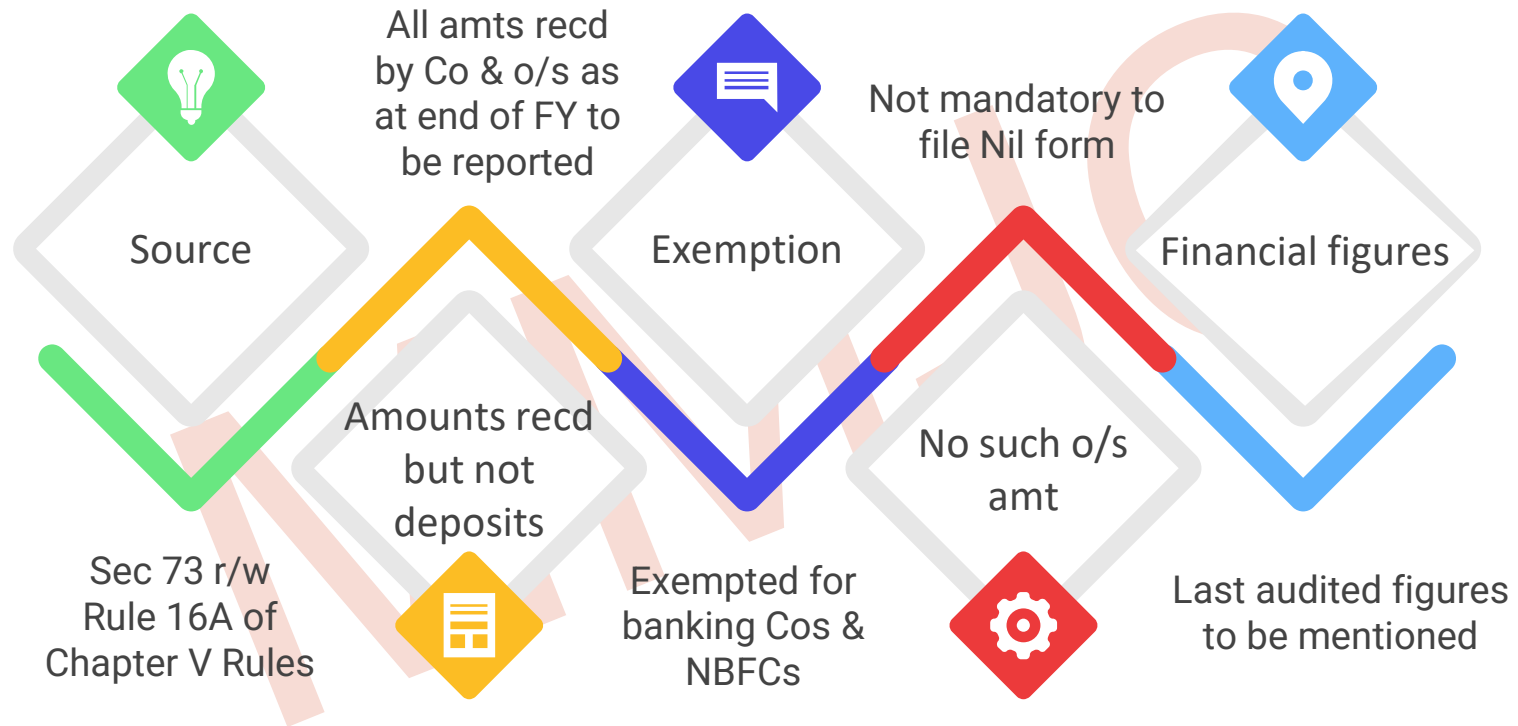 Source
Sec 73 r/w
Rule 16A of
Chapter V Rules
All amts recd
by Co & o/s as
at end of FY to
be reported
Amounts recd
but not
deposits
Exemption
Exempted for
banking Cos &
NBFCs
Not mandatory to
file Nil form
No such o/s
amt
Financial figures
Last audited figures
to be mentioned